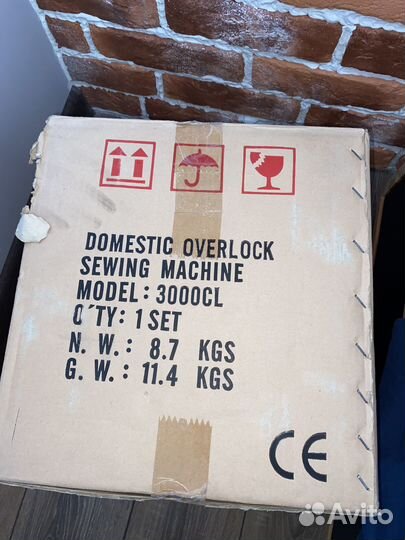 DOMESTIC OVERLOCK
SEWING MACHINE
MODEL: 3000CL
Q'TY: 1 SET
N. W.: 8.7 KGS
G. W.: 11.4 KGS
CE
Avito